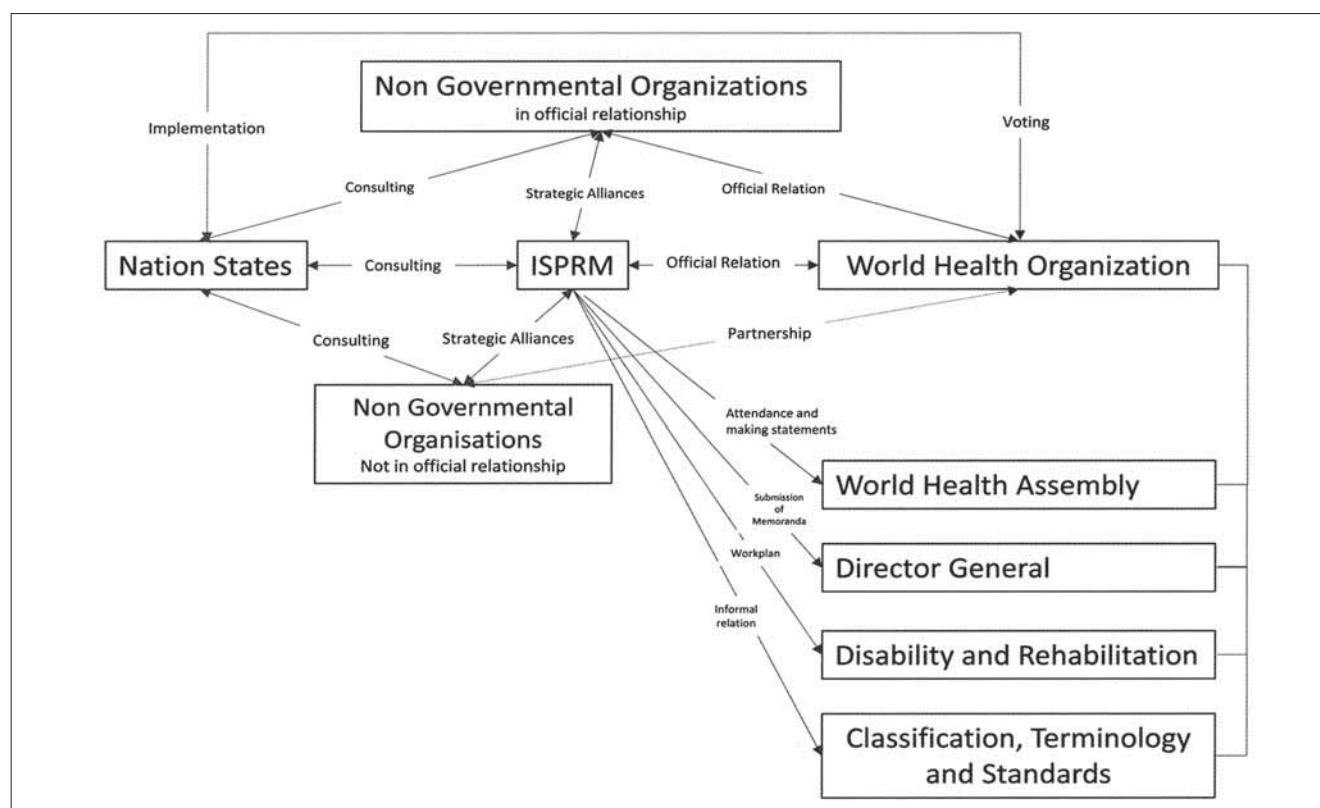 Non Governmental Organizations
in official relationship
Implementation
Voting
Consulting
Strategic Alliances
Official Relation
Nation States
Consulting
ISPRM
Official Relation
World Health Organization
Consulting
Strategic Alliances
Partnership
Non Governmental
Organisations
Not in official relationship
Attendance and
making statements
World Health Assembly
Submission
of
Memoranda
Director General
Workplan
Disability and Rehabilitation
Informal
relation
Classification, Terminology
and Standards